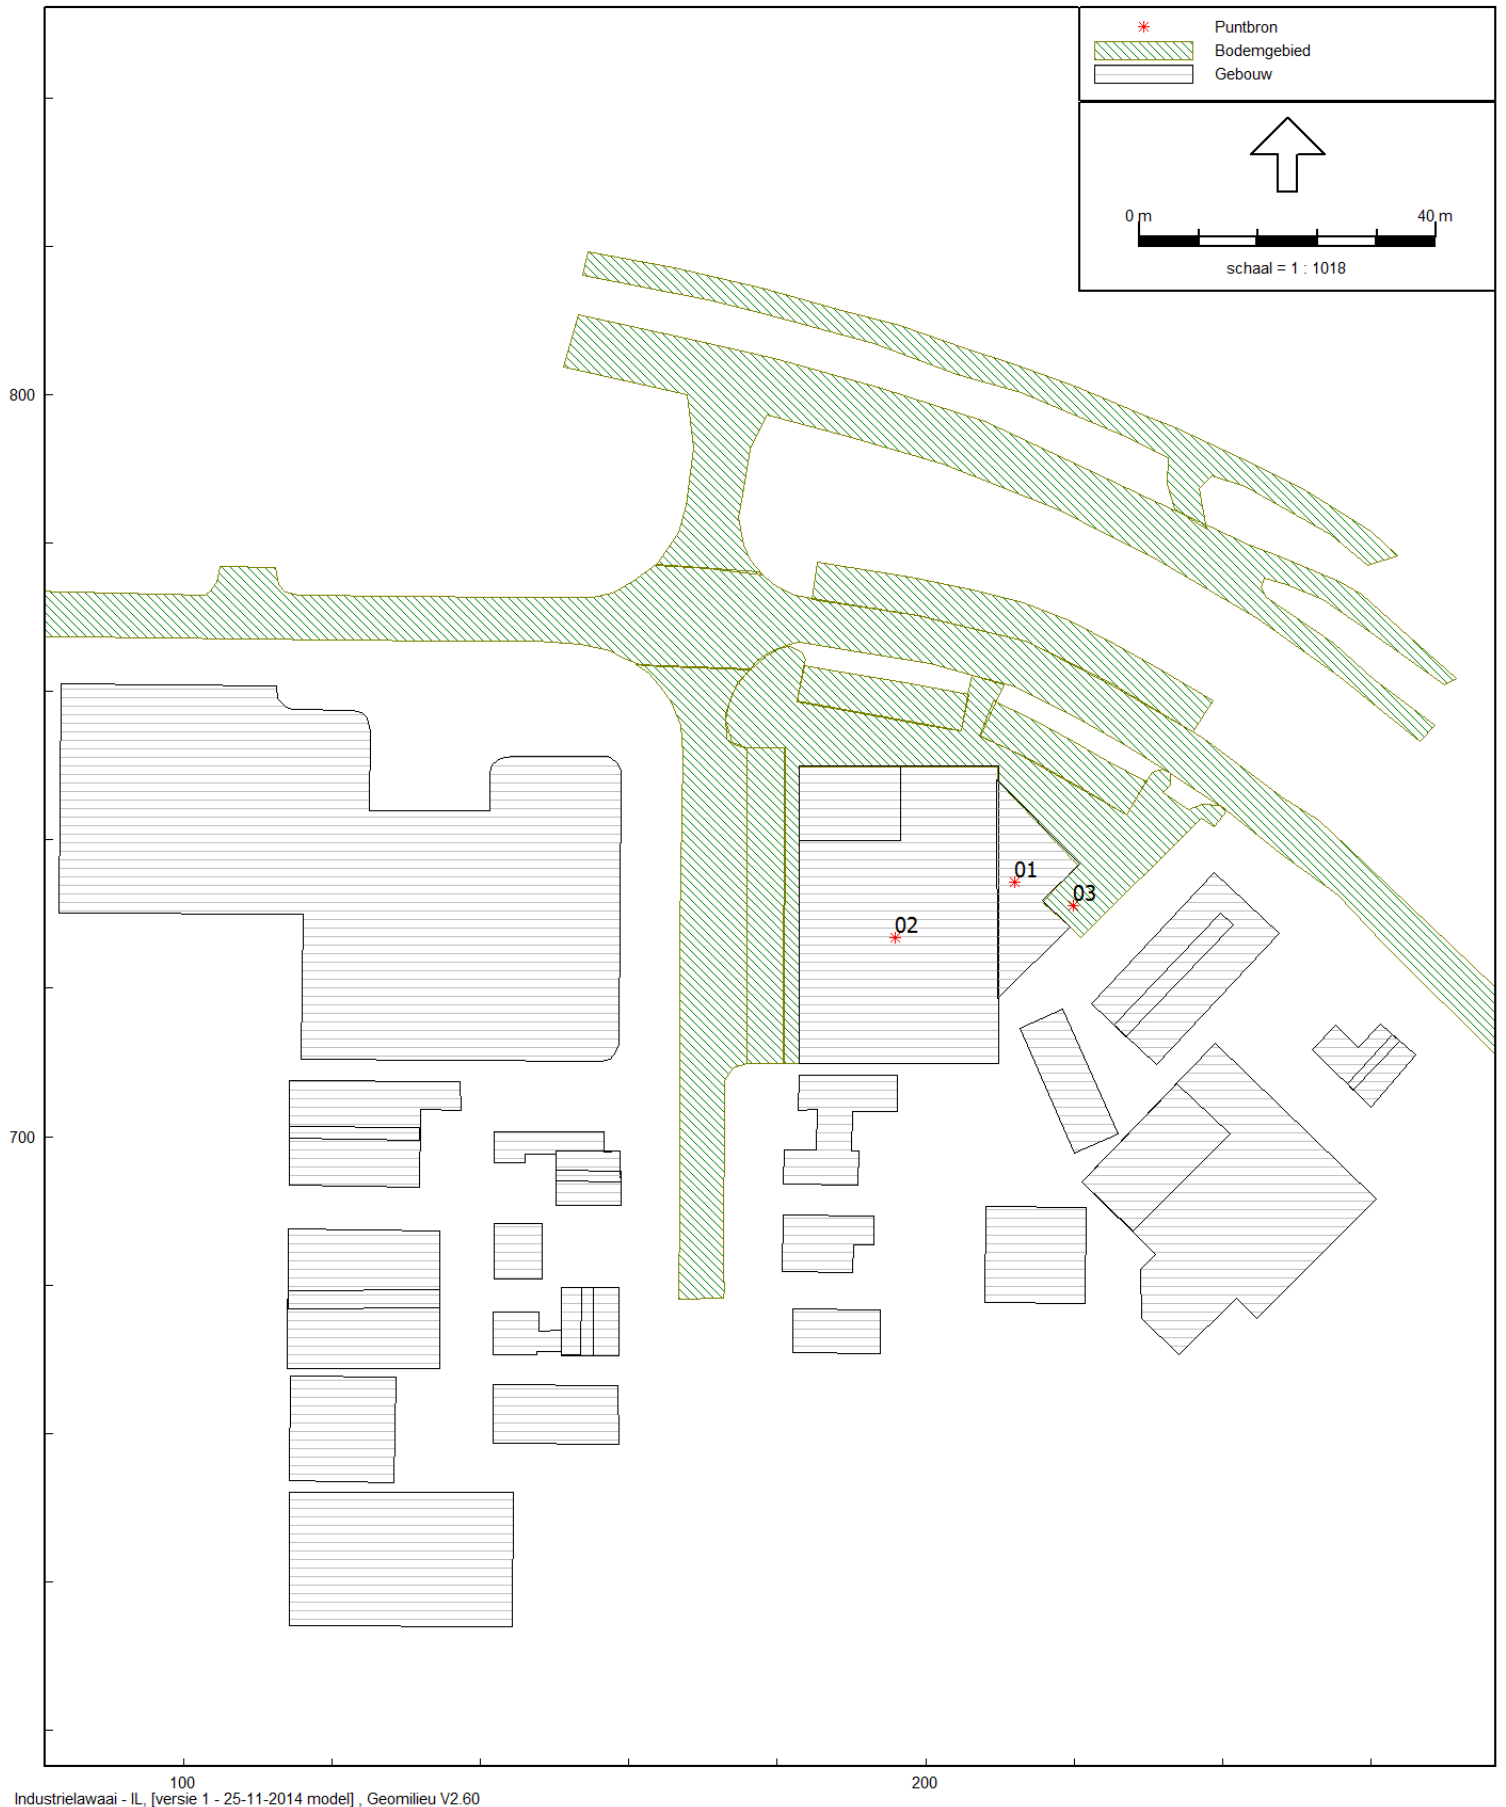 Puntbron
Bodemgebied
Gebouw
0 m 40 m
schaal = 1 : 1018
800
01
03
02
700
100 200
Industrielawaai - IL, [versie 1 - 25-11-2014 model] , Geomilieu V2.60